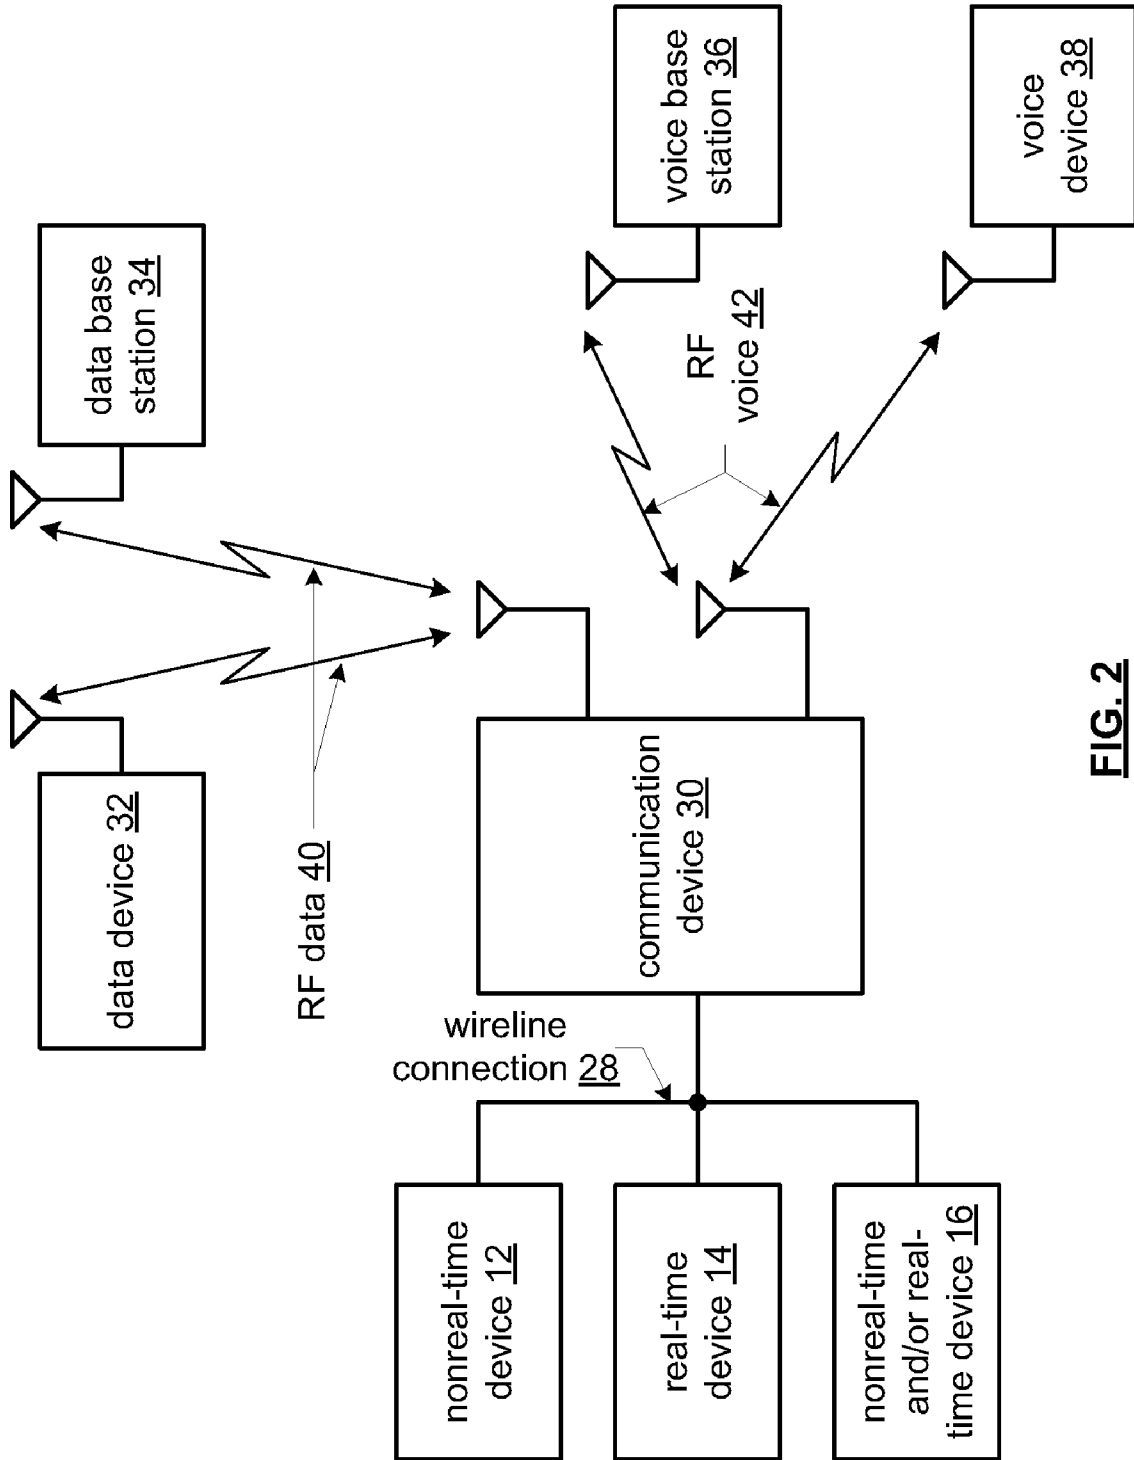 data device 32
data base
station 34
RF data 40
wireline
connection 28
nonreal-time
device 12
real-time
device 14
nonreal-time
and/or real-
time device 16
communication
device 30
RF
voice 42
voice base
station 36
voice
device 38
FIG. 2